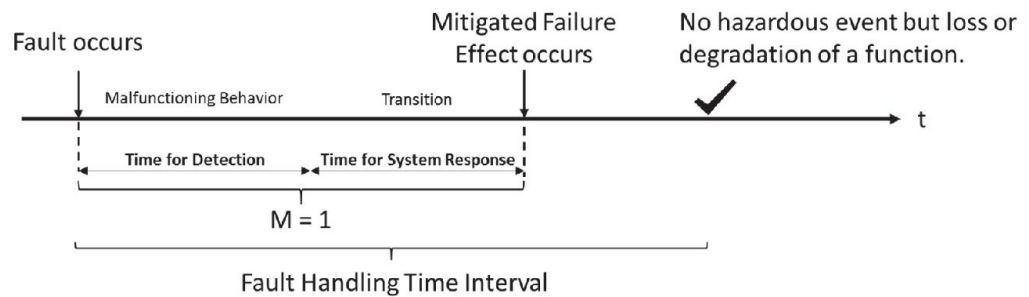 Fault occurs
Mitigated Failure
Effect occurs
No hazardous event but loss or
degradation of a function.
Malfunctioning Behavior
Transition
t
Time for Detection
Time for System Response
M = 1
Fault Handling Time Interval